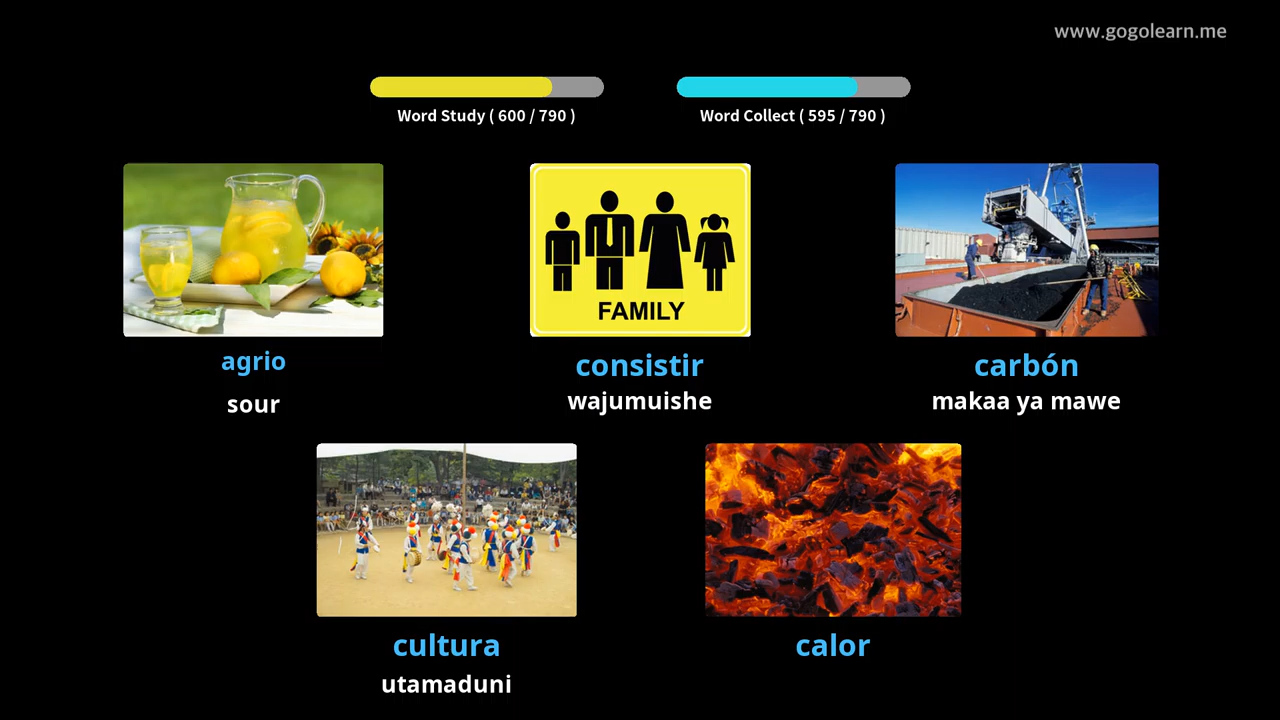 www.gogolearn.me
Word Study ( 600 / 790 )
Word Collect ( 595 / 790 )
FAMILY
agrio
sour
consistir
wajumuishe
carbón
makaa ya mawe
cultura
utamaduni
calor